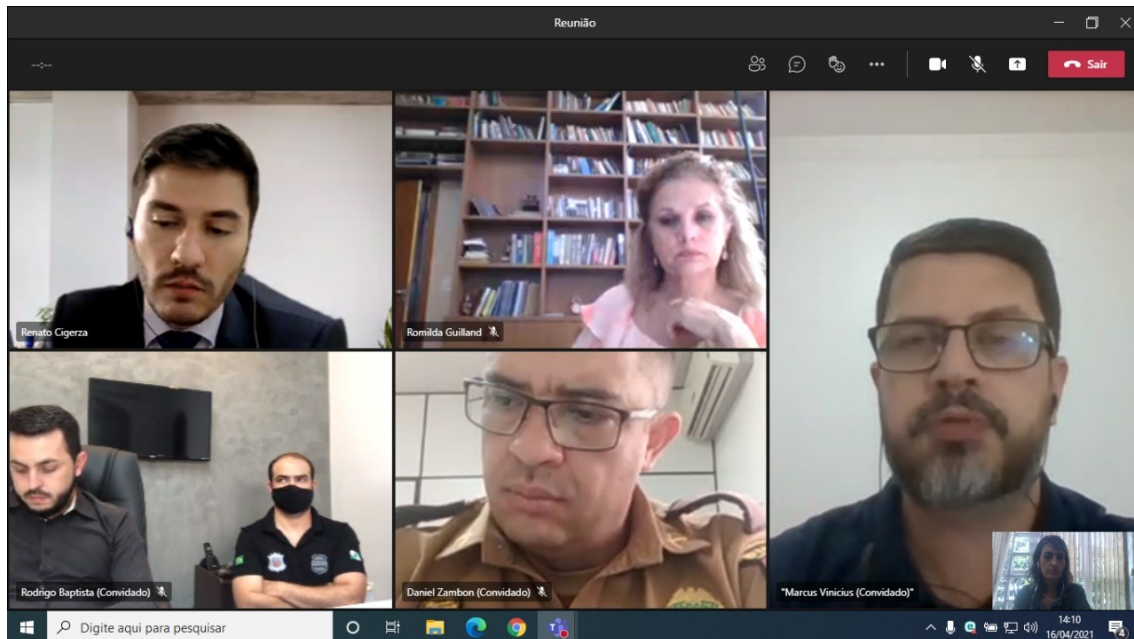 Reunião
--:--
Sair
Renato Cigerza
Romilda Guilland
Rodrigo Baptista (Convidado)
Daniel Zambon (Convidado)
"Marcus Vinicius (Convidado)"
Digite aqui para pesquisar
14:10
16/04/2021
4